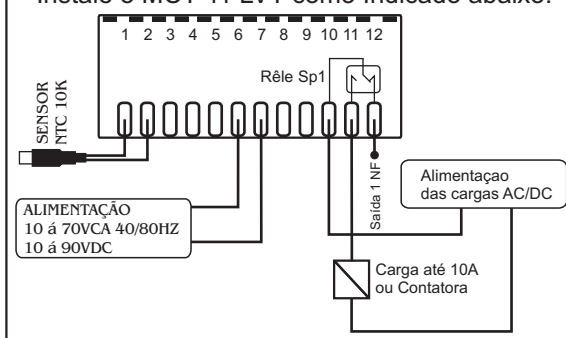 1 2 3 4 5 6 7 8 9 10 11 12
Rêle Sp1
SENSOR
NTC 10K
Saída 1 NF
Alimentaçao
das cargas AC/DC
ALIMENTAÇÃO
10 á 70VCA 40/80HZ
10 á 90VDC
Carga até 10A
ou Contatora